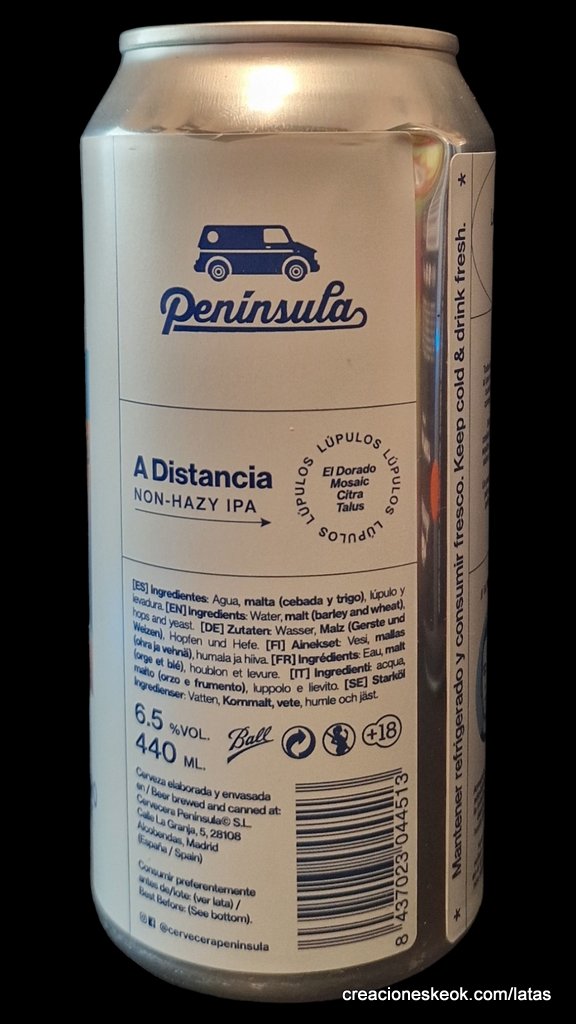 Península
A Distancia
NON-HAZY IPA
LÚPULOS LÚPULOS LÚPULOS LÚPULOS
El Dorado
Mosaic
Citra
Talus
[ES] Ingredientes: Agua, malta (cebada y trigo), lúpulo y
levadura. [EN] Ingredients: Water, malt (barley and wheat),
hops and yeast. [DE] Zutaten: Wasser, Malz (Gerste und
Weizen), Hopfen und Hefe. [FI] Ainekset: Vesi, mallas
(ohra ja vehnä), humala ja hiiva. [FR] Ingrédients: Eau, malt
(orge et blé), houblon et levure. [IT] Ingredienti: acqua,
malto (orzo e frumento), luppolo e lievito. [SE] Starköl
Ingredienser: Vatten, Kornmalt, vete, humle och jäst.
6.5 %VOL.
440 ML.
Ball
+18
Cerveza elaborada y envasada
en / Beer brewed and canned at:
Cervecera Península© S.L.
Calle La Granja, 5, 28108
Alcobendas, Madrid
(España / Spain)
Consumir preferentemente
antes de/lote: (ver lata) /
Best Before: (See bottom).
@cervecerapeninsula
8 437023 044513
* Mantener refrigerado y consumir fresco. Keep cold & drink fresh. *
creacioneskeok.com/latas